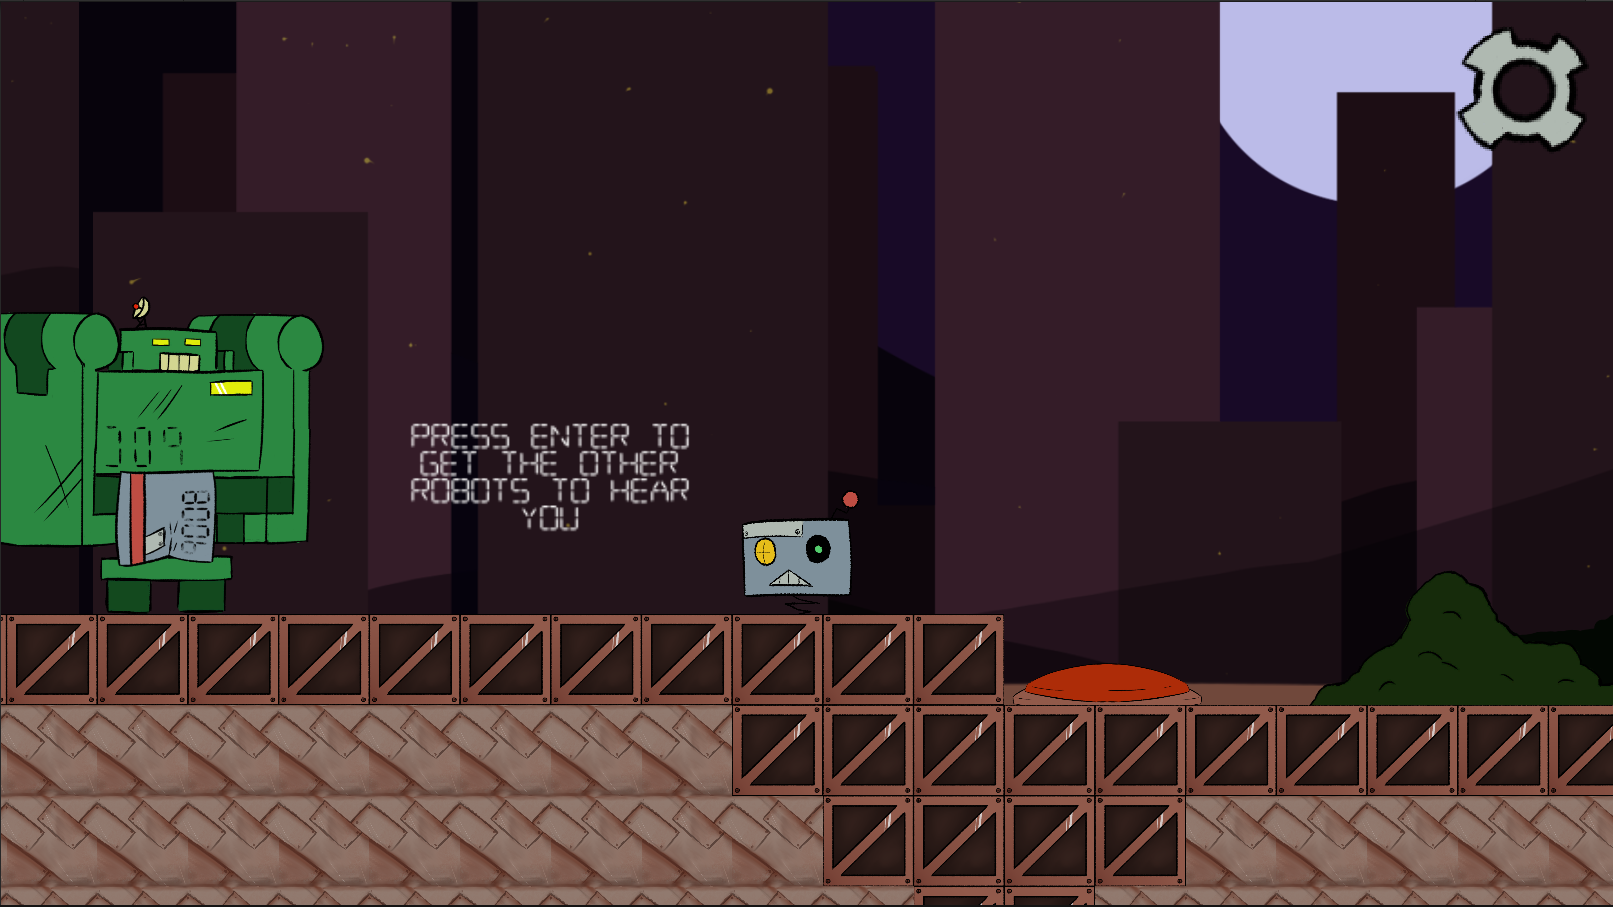 PRESS ENTER TO
GET THE OTHER
ROBOTS TO HEAR
YOU